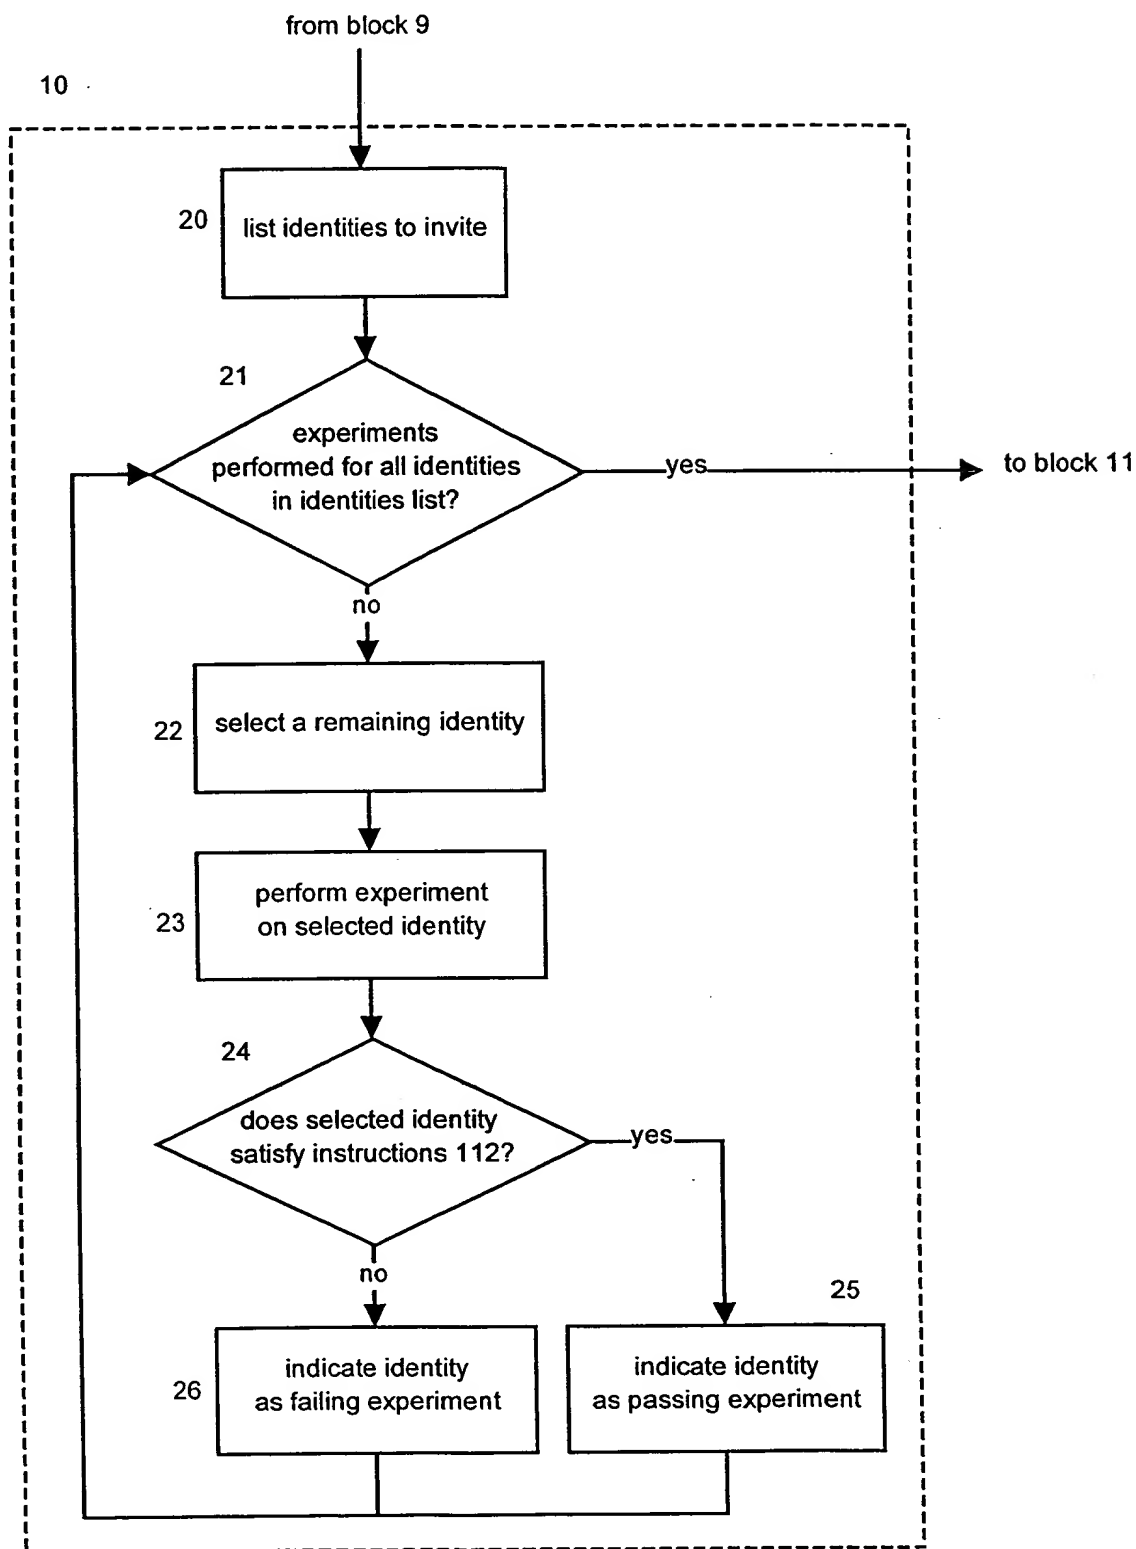 from block 9
10
20
list identities to invite
21
experiments
performed for all identities
in identities list?
yes
to block 11
no
22
select a remaining identity
23
perform experiment
on selected identity
24
does selected identity
satisfy instructions 112?
yes
no
25
26
indicate identity
as failing experiment
indicate identity
as passing experiment